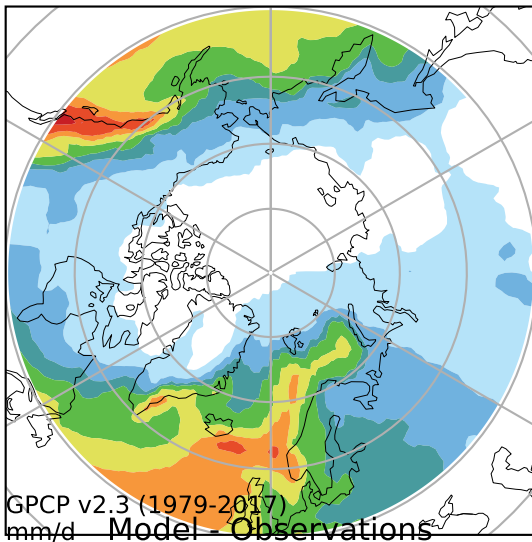 GPCP v2.3 (1979-2017)
mm/d Model - Observations